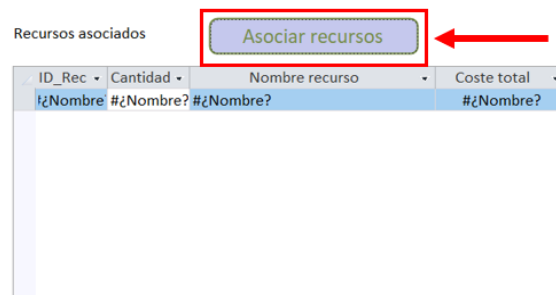 Recursos asociados
Asociar recursos
ID_Rec Cantidad Nombre recurso Coste total
#¿Nombre? #¿Nombre? #¿Nombre? #¿Nombre?